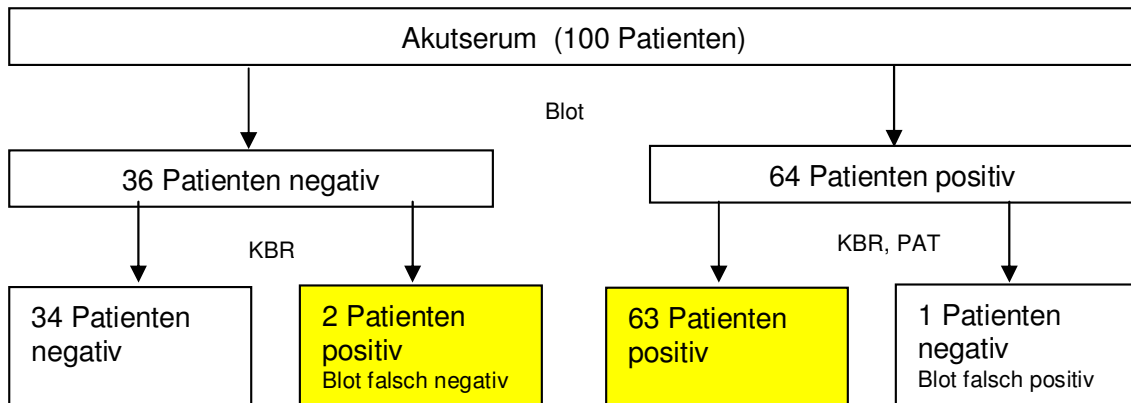 Akutserum (100 Patienten)
Blot
36 Patienten negativ
64 Patienten positiv
KBR
KBR, PAT
34 Patienten
negativ
2 Patienten
positiv
Blot falsch negativ
63 Patienten
positiv
1 Patienten
negativ
Blot falsch positiv